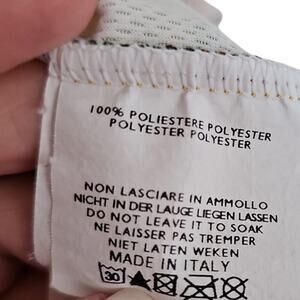 100% POLIESTERE POLYESTER
POLYESTER POLYESTER
NON LASCIARE IN AMMOLLO
NICHT IN DER LAUGE LIEGEN LASSEN
DO NOT LEAVE IT TO SOAK
NE LAISSER PAS TREMPER
NIET LATEN WEKEN
MADE IN ITALY
30